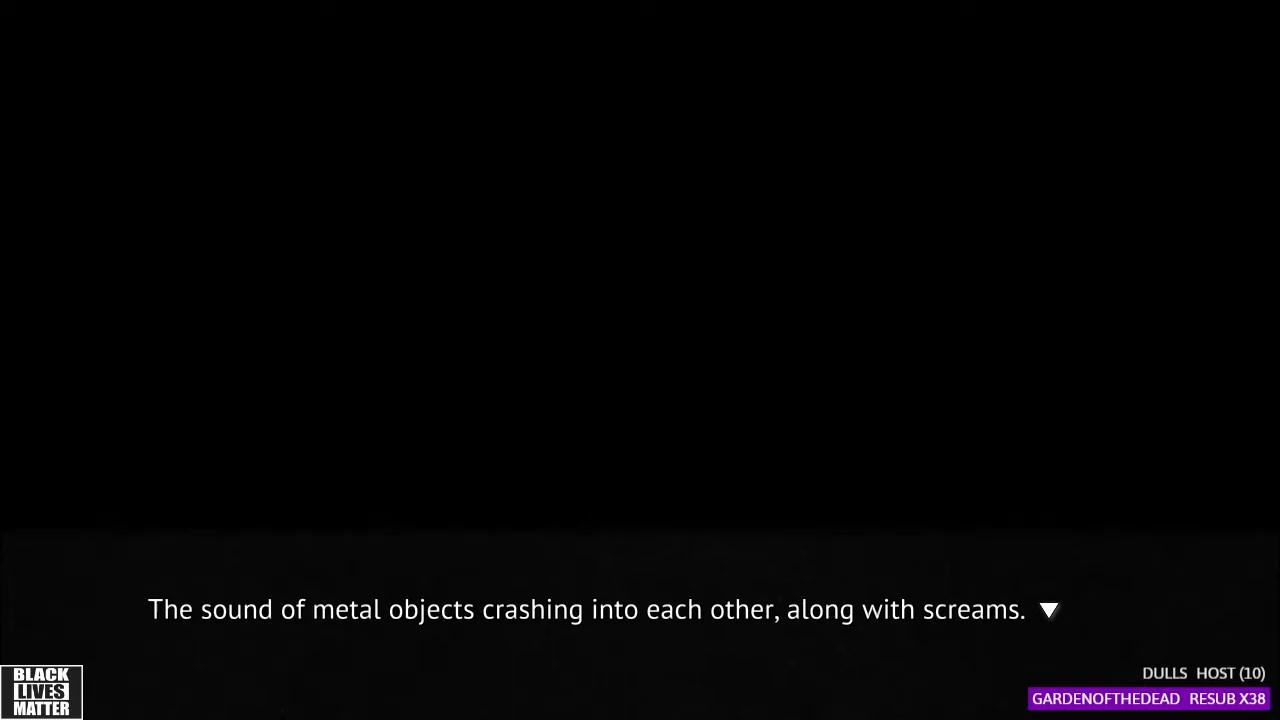 The sound of metal objects crashing into each other, along with screams.
BLACK
LIVES
MATTER
DULLS HOST (10)
GARDENOFTHEDEAD RESUB X38